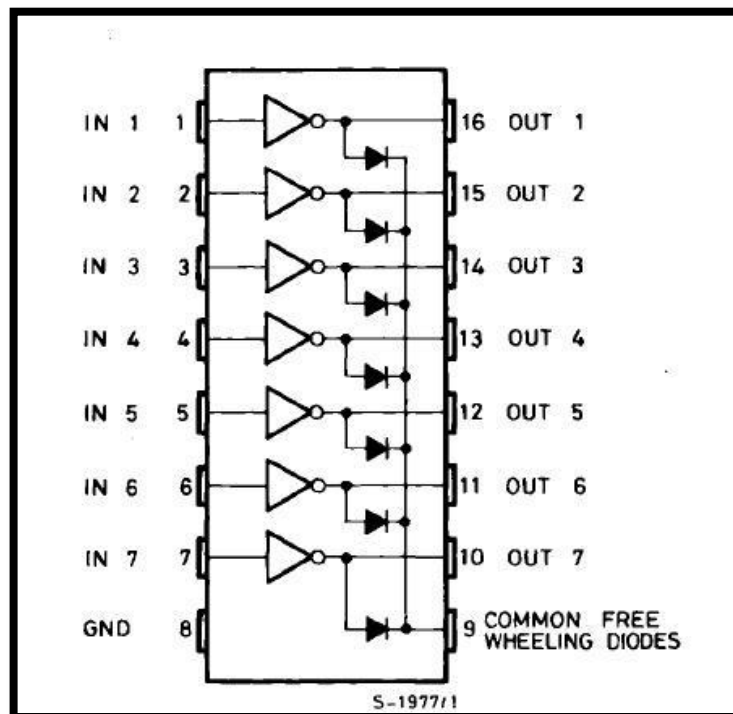 IN 1 1 16 OUT 1
IN 2 2 15 OUT 2
IN 3 3 14 OUT 3
IN 4 4 13 OUT 4
IN 5 5 12 OUT 5
IN 6 6 11 OUT 6
IN 7 7 10 OUT 7
GND 8 9 COMMON FREE
WHEELING DIODES
S-1977/1